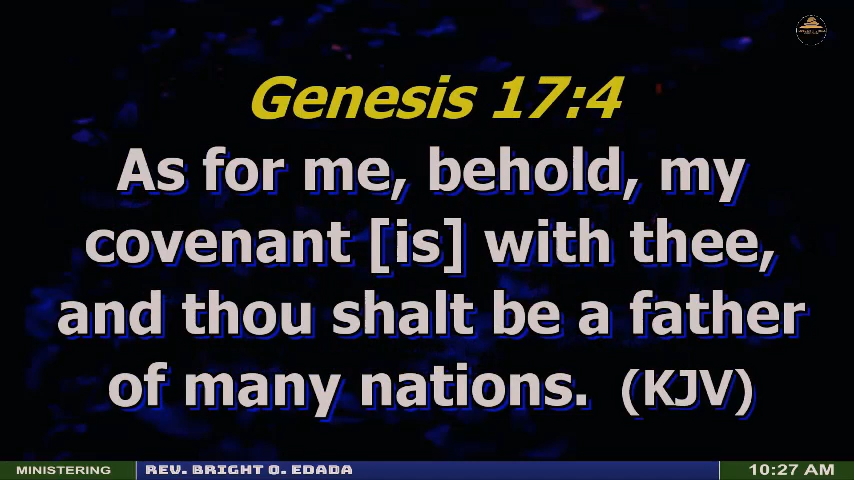 Genesis 17:4
As for me, behold, my
covenant [is] with thee,
and thou shalt be a father
of many nations. (KJV)
MINISTERING
REV. BRIGHT O. EDADA
10:27 AM